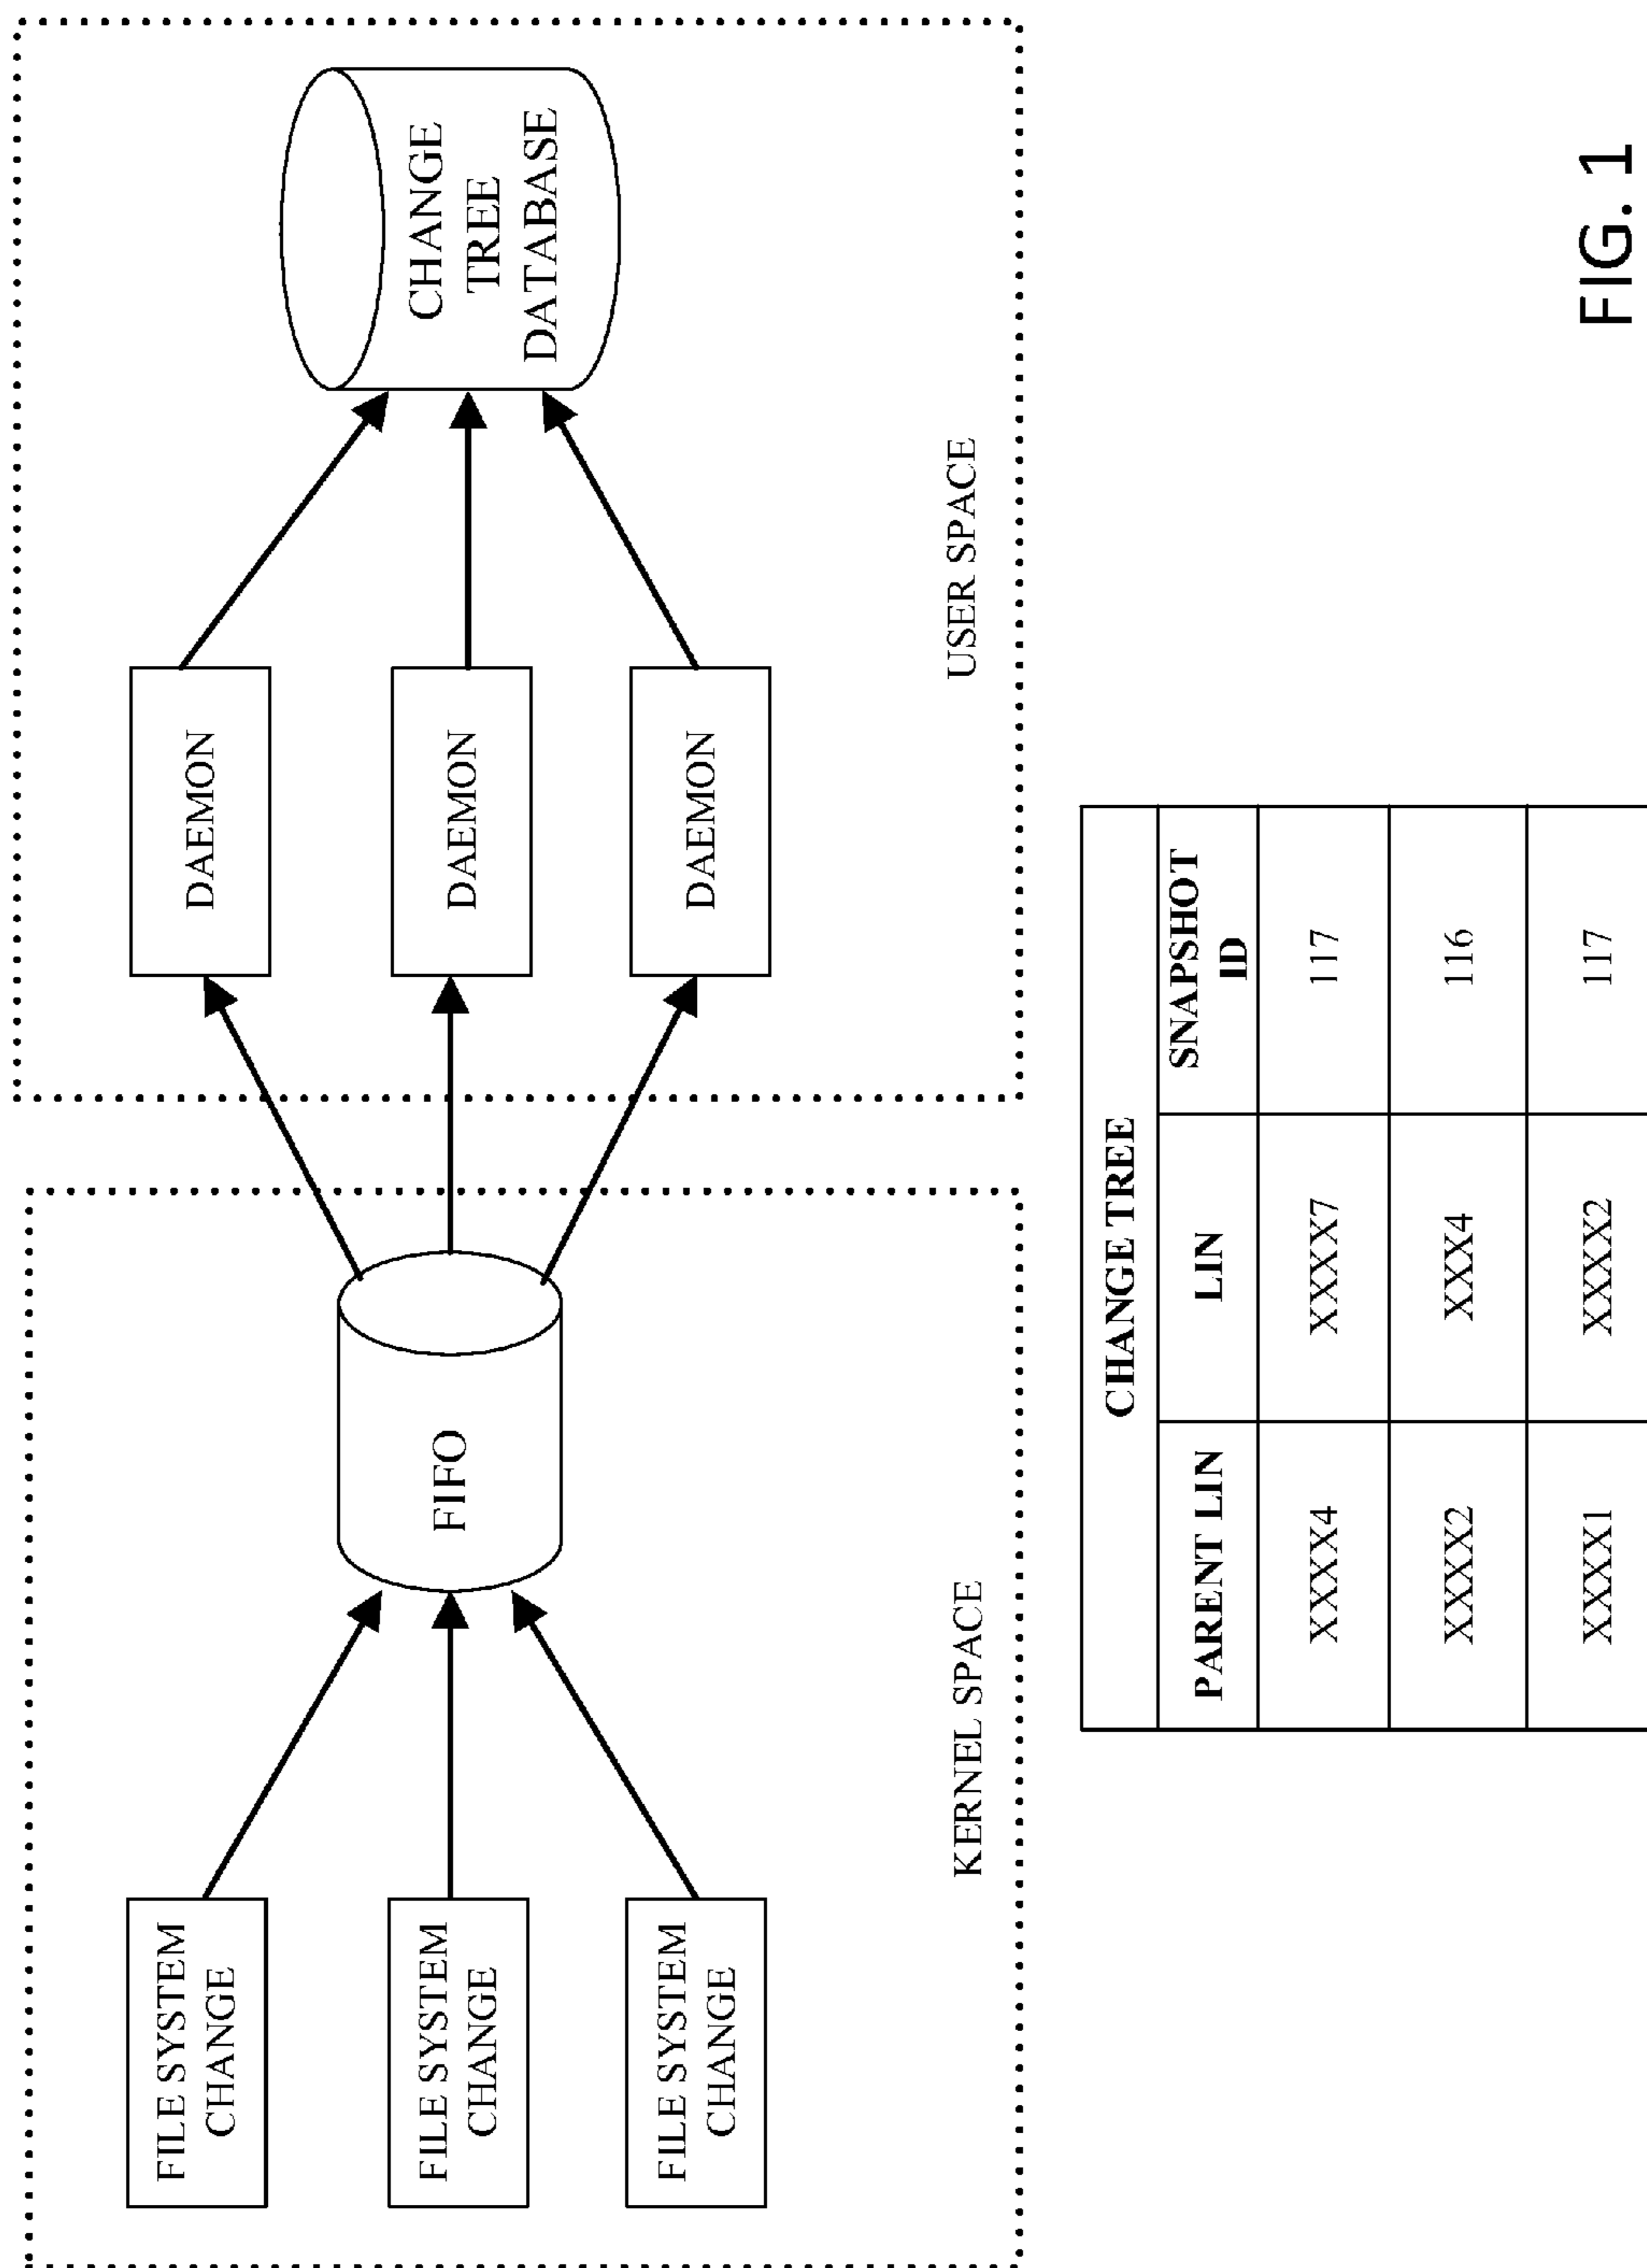 FILE SYSTEM
CHANGE
FILE SYSTEM
CHANGE
FILE SYSTEM
CHANGE
FIFO
KERNEL SPACE
DAEMON
DAEMON
DAEMON
CHANGE
TREE
DATABASE
USER SPACE
CHANGE TREE
PARENT LIN LIN SNAPSHOT
ID
XXXX4 XXXX7 117
XXXX2 XXX4 116
XXXX1 XXXX2 117
FIG. 1